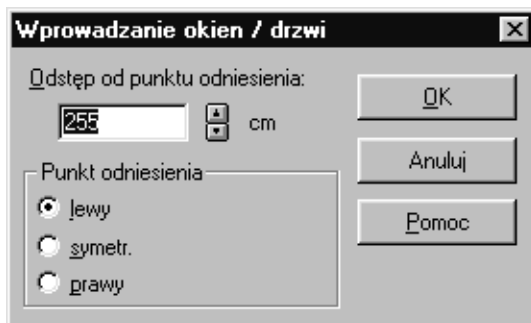 Wprowadzanie okien / drzwi
Odstęp od punktu odniesienia:
255 cm
OK
Anuluj
Pomoc
Punkt odniesienia
lewy
symetr.
prawy